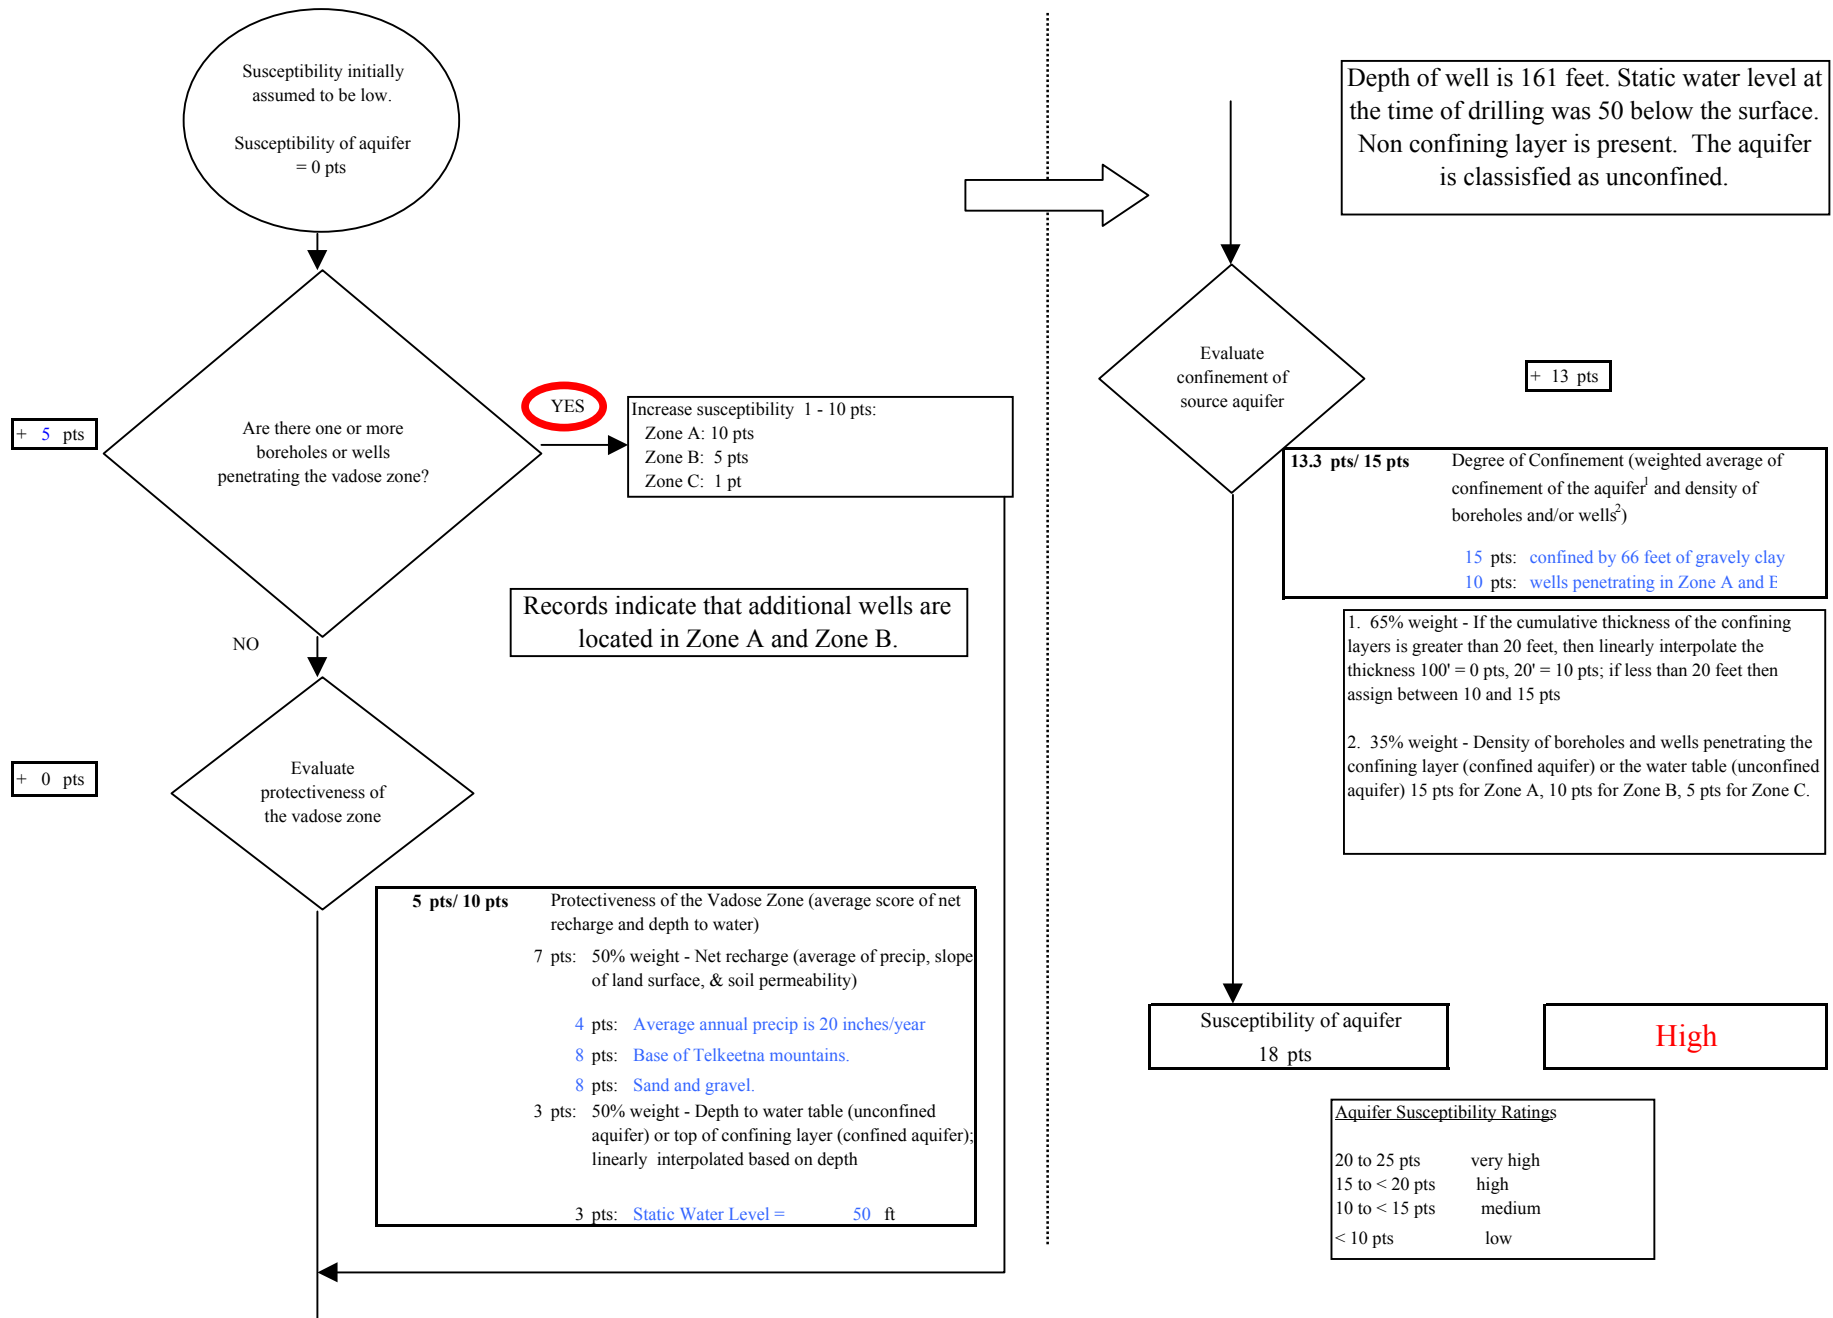 Susceptibility initially
assumed to be low.
Susceptibility of aquifer
= 0 pts
Are there one or more
boreholes or wells
penetrating the vadose zone?
+ 5 pts
YES
Increase susceptibility 1 - 10 pts:
Zone A: 10 pts
Zone B: 5 pts
Zone C: 1 pt
Records indicate that additional wells are
located in Zone A and Zone B.
NO
Evaluate
protectiveness of
the vadose zone
+ 0 pts
5 pts/ 10 pts Protectiveness of the Vadose Zone (average score of net
recharge and depth to water)
7 pts: 50% weight - Net recharge (average of precip, slope
of land surface, & soil permeability)
4 pts: Average annual precip is 20 inches/year
8 pts: Base of Telkeetna mountains.
8 pts: Sand and gravel.
3 pts: 50% weight - Depth to water table (unconfined
aquifer) or top of confining layer (confined aquifer);
linearly interpolated based on depth
3 pts: Static Water Level = 50 ft
Depth of well is 161 feet. Static water level at
the time of drilling was 50 below the surface.
Non confining layer is present. The aquifer
is classisfied as unconfined.
Evaluate
confinement of
source aquifer
+ 13 pts
13.3 pts/ 15 pts Degree of Confinement (weighted average of
confinement of the aquifer1 and density of
boreholes and/or wells2)
15 pts: confined by 66 feet of gravely clay
10 pts: wells penetrating in Zone A and
1. 65% weight - If the cumulative thickness of the confining
layers is greater than 20 feet, then linearly interpolate the
thickness 100' = 0 pts, 20' = 10 pts; if less than 20 feet then
assign between 10 and 15 pts
2. 35% weight - Density of boreholes and wells penetrating the
confining layer (confined aquifer) or the water table (unconfined
aquifer) 15 pts for Zone A, 10 pts for Zone B, 5 pts for Zone C.
Susceptibility of aquifer
18 pts
High
Aquifer Susceptibility Ratings
20 to 25 pts very high
15 to < 20 pts high
10 to < 15 pts medium
< 10 pts low